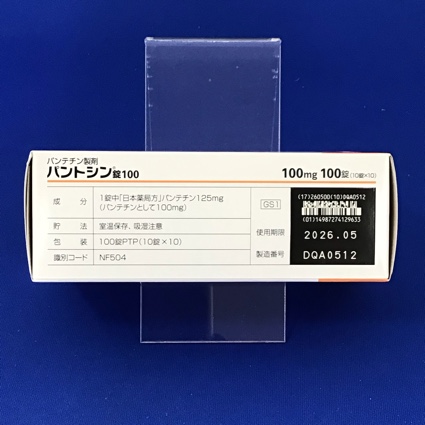 パンテチン製剤
パントシン®錠100
100mg 100錠(10錠×10)
成分 1錠中「日本薬局方」パンテチン125mg
(パンテチンとして100mg)
貯法 室温保存、吸湿注意
包装 100錠PTP(10錠×10)
識別コード NF504
GS1
(17)260500(10)DQA0512
(01)14987274129633
使用期限 2026.05
製造番号 DQA0512